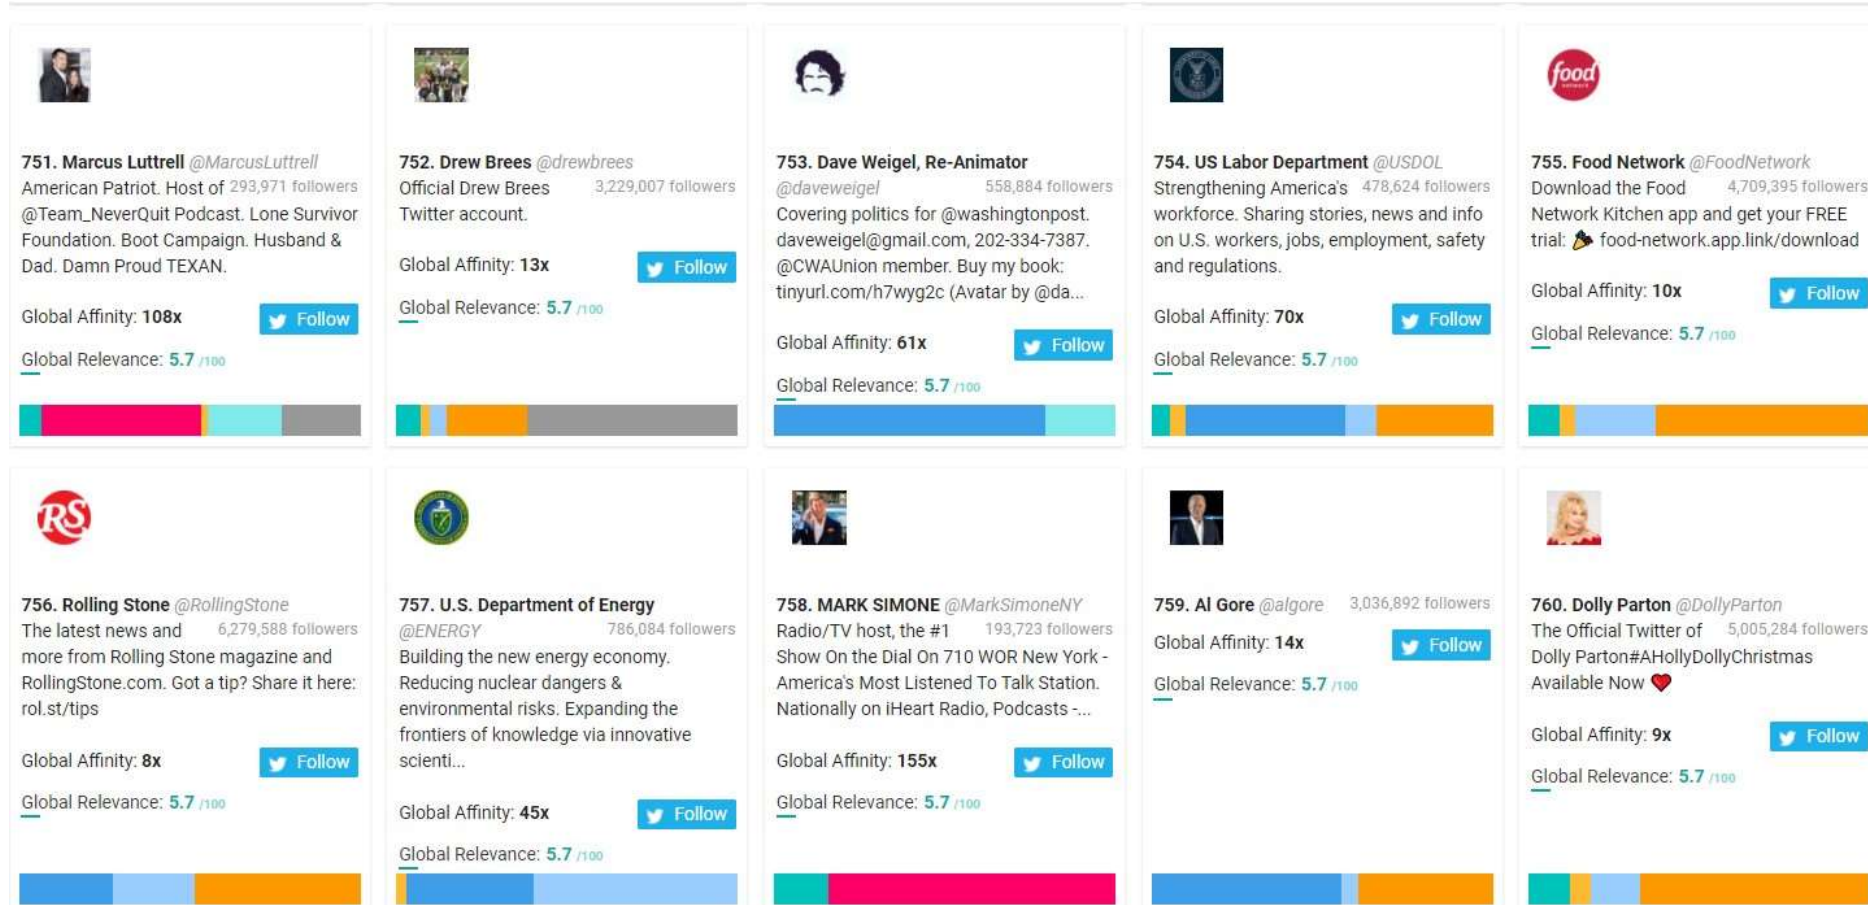 751. Marcus Luttrell @MarcusLuttrell
American Patriot. Host of 293,971 followers
@Team_NeverQuit Podcast. Lone Survivor
Foundation. Boot Campaign. Husband &
Dad. Damn Proud TEXAN.
Global Affinity: 108x
Follow
Global Relevance: 5.7 /100
752. Drew Brees @drewbrees
Official Drew Brees 3,229,007 followers
Twitter account.
Global Affinity: 13x
Follow
Global Relevance: 5.7 /100
753. Dave Weigel, Re-Animator
@daveweigel 558,884 followers
Covering politics for @washingtonpost.
daveweigel@gmail.com, 202-334-7387.
@CWAUnion member. Buy my book:
tinyurl.com/h7wyg2c (Avatar by @da...
Global Affinity: 61x
Follow
Global Relevance: 5.7 /100
754. US Labor Department @USDOL
Strengthening America's 478,624 followers
workforce. Sharing stories, news and info
on U.S. workers, jobs, employment, safety
and regulations.
Global Affinity: 70x
Follow
Global Relevance: 5.7 /100
food
network
755. Food Network @FoodNetwork
Download the Food 4,709,395 followers
Network Kitchen app and get your FREE
trial: food-network.app.link/download
Global Affinity: 10x
Follow
Global Relevance: 5.7 /100
RS
756. Rolling Stone @RollingStone
The latest news and 6,279,588 followers
more from Rolling Stone magazine and
RollingStone.com. Got a tip? Share it here:
rol.st/tips
Global Affinity: 8x
Follow
Global Relevance: 5.7 /100
757. U.S. Department of Energy
@ENERGY 786,084 followers
Building the new energy economy.
Reducing nuclear dangers &
environmental risks. Expanding the
frontiers of knowledge via innovative
scienti...
Global Affinity: 45x
Follow
Global Relevance: 5.7 /100
758. MARK SIMONE @MarkSimoneNY
Radio/TV host, the #1 193,723 followers
Show On the Dial On 710 WOR New York -
America's Most Listened To Talk Station.
Nationally on iHeart Radio, Podcasts -...
Global Affinity: 155x
Follow
Global Relevance: 5.7 /100
759. Al Gore @algore 3,036,892 followers
Global Affinity: 14x
Follow
Global Relevance: 5.7 /100
760. Dolly Parton @DollyParton
The Official Twitter of 5,005,284 followers
Dolly Parton#AHollyDollyChristmas
Available Now ❤
Global Affinity: 9x
Follow
Global Relevance: 5.7 /100